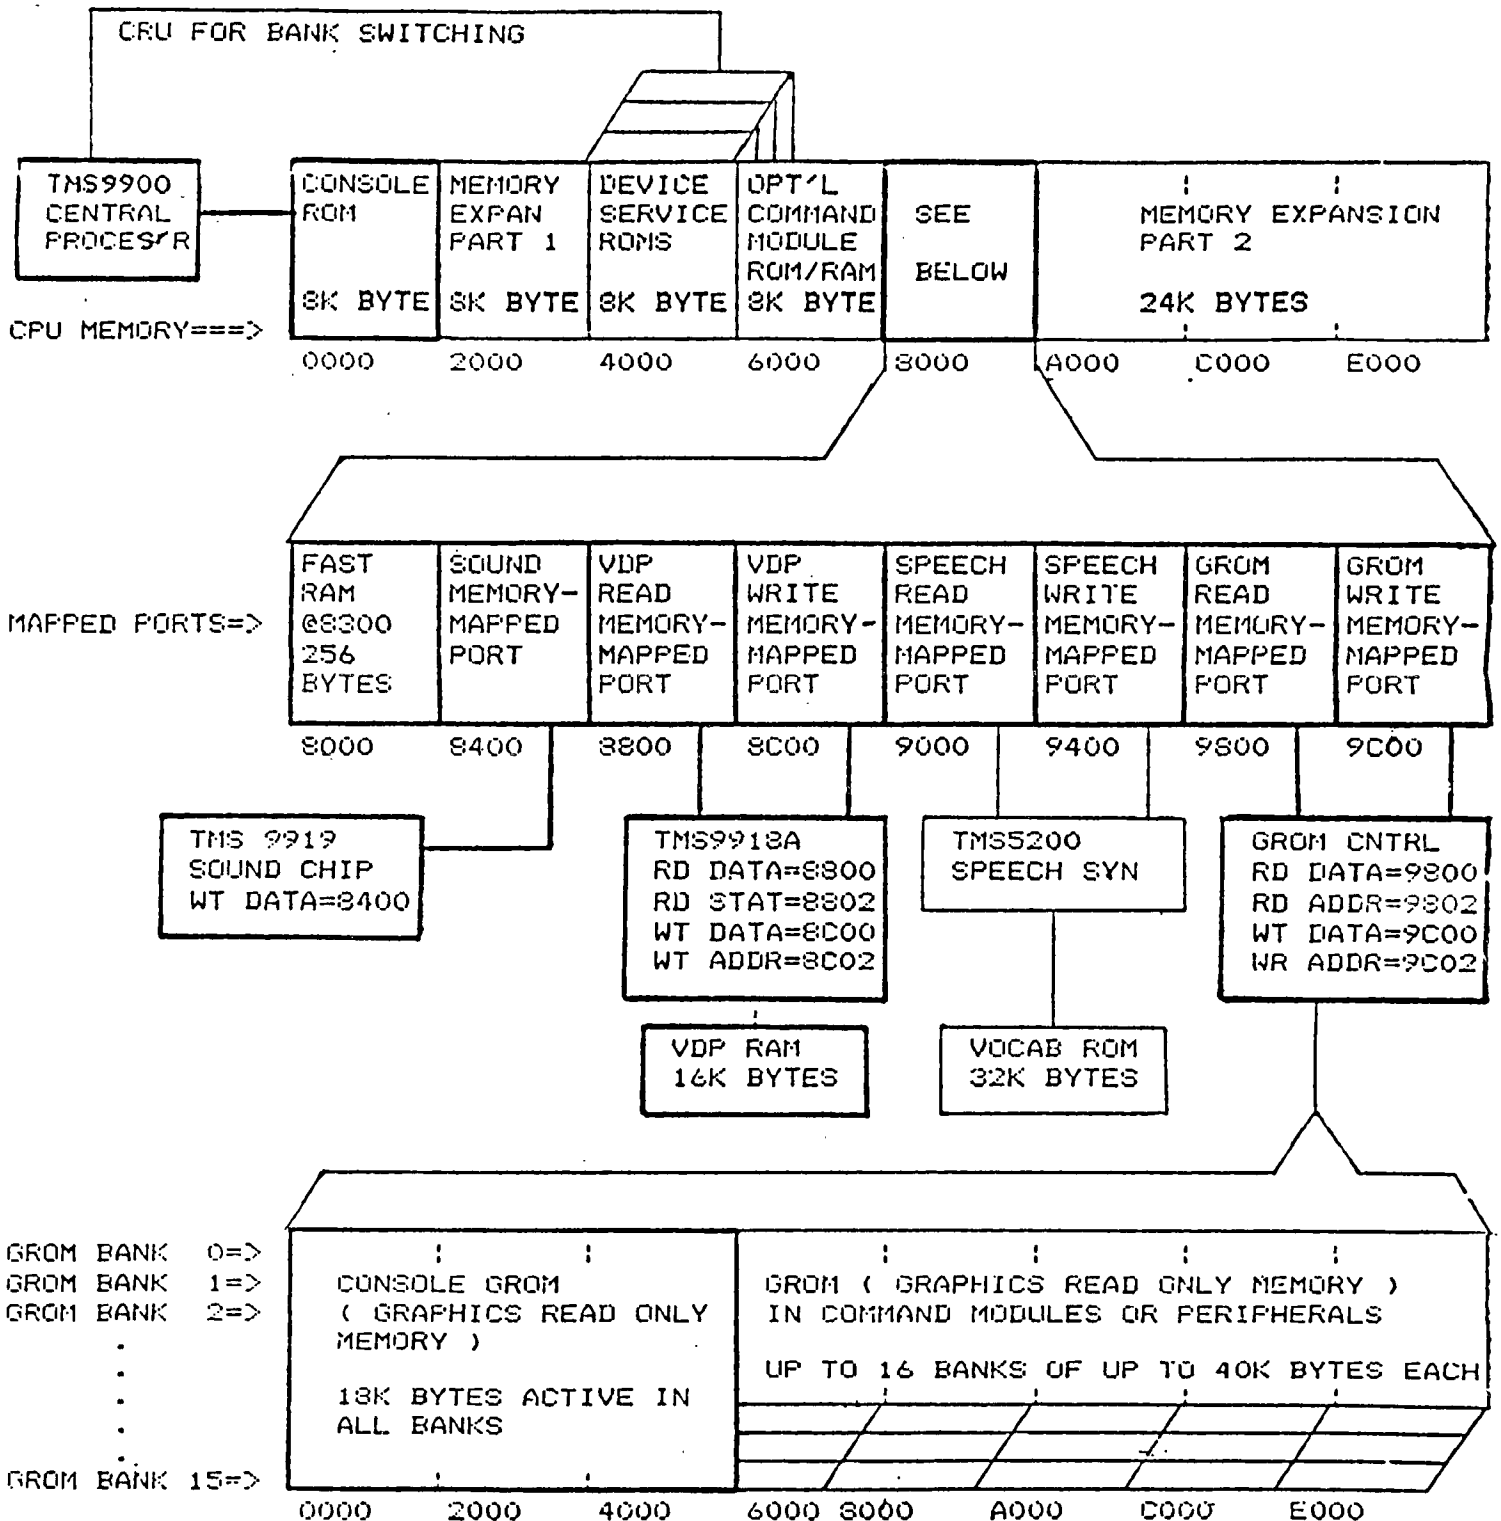 CRU FOR BANK SWITCHING
TMS9900
CENTRAL
PROCES'R
CONSOLE
ROM
8K BYTE
MEMORY
EXPAN
PART 1
8K BYTE
DEVICE
SERVICE
ROMS
8K BYTE
OPT'L
COMMAND
MODULE
ROM/RAM
8K BYTE
SEE
BELOW
MEMORY EXPANSION
PART 2
24K BYTES
CPU MEMORY===>
0000 2000 4000 6000 8000 A000 C000 E000
MAPPED PORTS=>
FAST
RAM
@8300
256
BYTES
SOUND
MEMORY-
MAPPED
PORT
VDP
READ
MEMORY-
MAPPED
PORT
VDP
WRITE
MEMORY-
MAPPED
PORT
SPEECH
READ
MEMORY-
MAPPED
PORT
SPEECH
WRITE
MEMORY-
MAPPED
PORT
GROM
READ
MEMORY-
MAPPED
PORT
GROM
WRITE
MEMORY-
MAPPED
PORT
8000 8400 8800 8C00 9000 9400 9800 9C00
TMS 9919
SOUND CHIP
WT DATA=8400
TMS9918A
RD DATA=8800
RD STAT=8802
WT DATA=8C00
WT ADDR=8C02
TMS5200
SPEECH SYN
GROM CNTRL
RD DATA=9800
RD ADDR=9802
WT DATA=9C00
WR ADDR=9C02
VDP RAM
16K BYTES
VOCAB ROM
32K BYTES
GROM BANK 0=>
GROM BANK 1=>
GROM BANK 2=>
GROM BANK 15=>
CONSOLE GROM
( GRAPHICS READ ONLY
MEMORY )
18K BYTES ACTIVE IN
ALL BANKS
GROM ( GRAPHICS READ ONLY MEMORY )
IN COMMAND MODULES OR PERIPHERALS
UP TO 16 BANKS OF UP TO 40K BYTES EACH
0000 2000 4000 6000 8000 A000 C000 E000